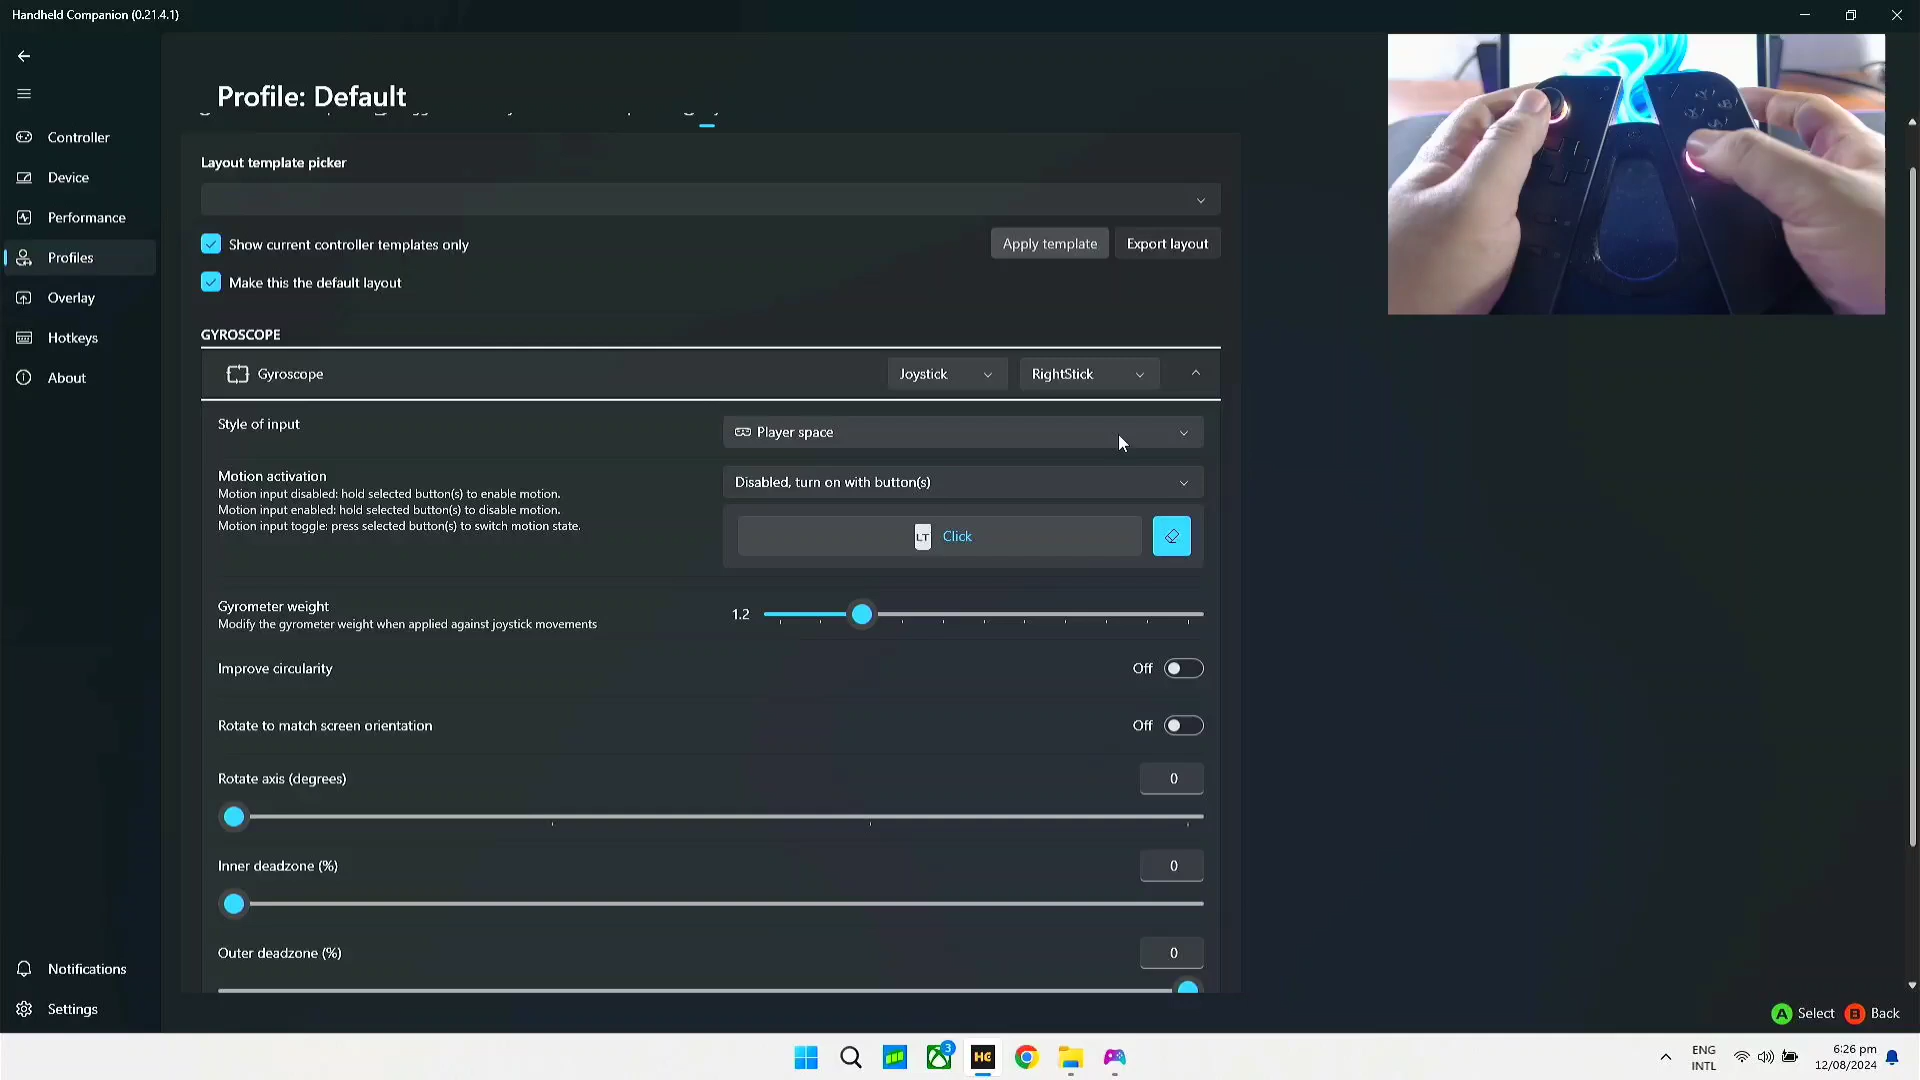 Handheld Companion (0.21.4.1)
Profile: Default
Controller
Device
Performance
Profiles
Overlay
Hotkeys
About
Notifications
Settings
Layout template picker
Show current controller templates only
Apply template
Export layout
Make this the default layout
GYROSCOPE
Gyroscope
Joystick
RightStick
Style of input
Player space
Motion activation
Motion input disabled: hold selected button(s) to enable motion.
Motion input enabled: hold selected button(s) to disable motion.
Motion input toggle: press selected button(s) to switch motion state.
Disabled, turn on with button(s)
LT Click
Gyrometer weight
Modify the gyrometer weight when applied against joystick movements
1.2
Improve circularity
Off
Rotate to match screen orientation
Off
Rotate axis (degrees)
0
Inner deadzone (%)
0
Outer deadzone (%)
0
A Select B Back
3
HC
ENG
INTL
6:26 pm
12/08/2024